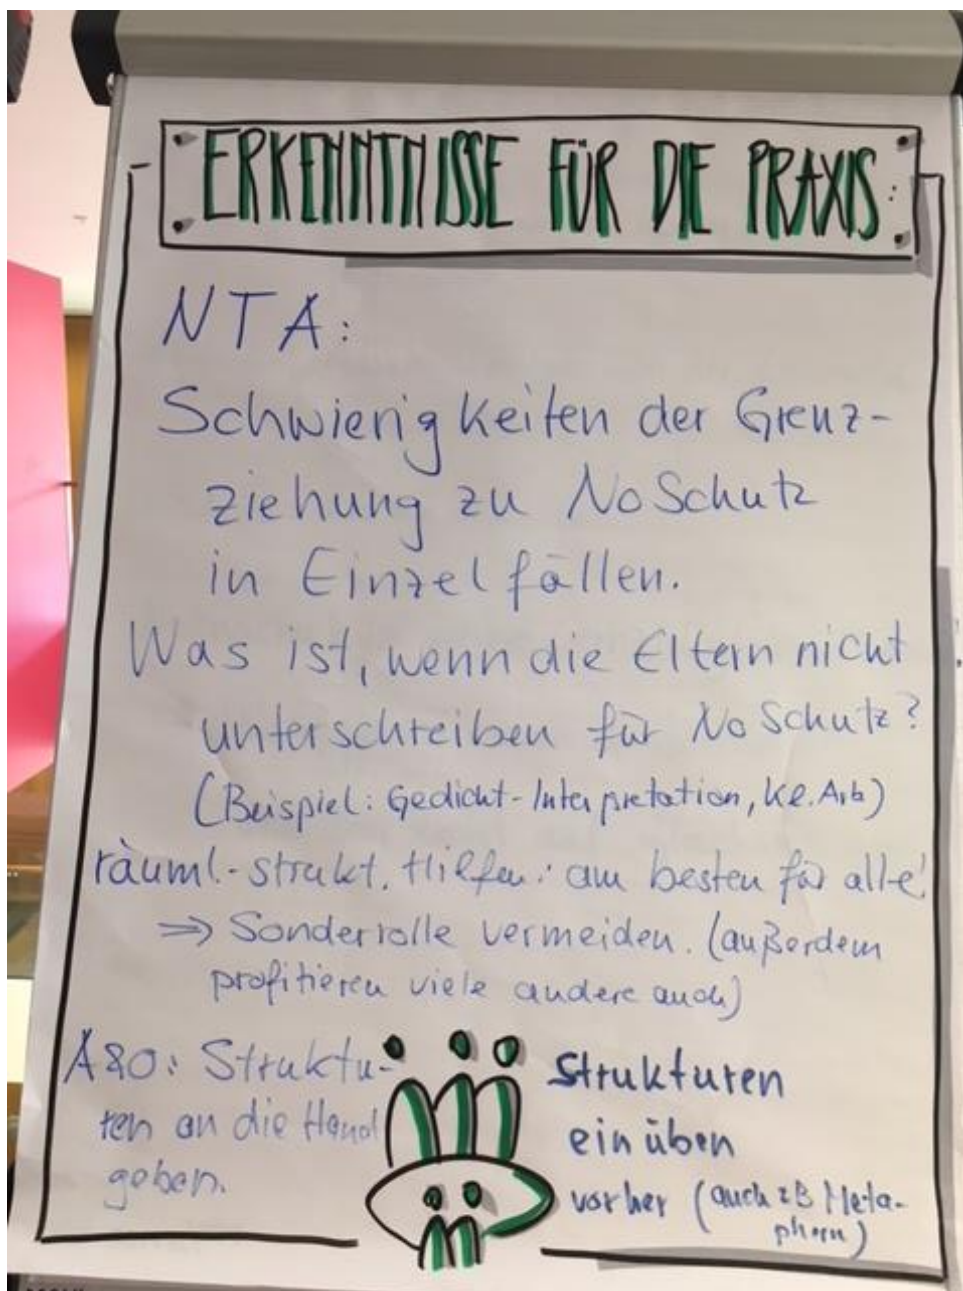 ERKENNTNISSE FÜR DIE PRAXIS:
NTA:
Schwierigkeiten der Grenz-
ziehung zu NoSchutz
in Einzelfällen.
Was ist, wenn die Eltern nicht
unterschreiben für NoSchutz?
(Beispiel: Gedicht-Interpretation, Kl. Arb)
räuml.-strukt. Hilfen: am besten für alle!
=> Sonderrolle vermeiden. (außerdem
profitieren viele andere auch)
A&O: Struktu-
ren an die Hand
geben.
Strukturen
einüben
vorher (auch zB Meta-
phern)